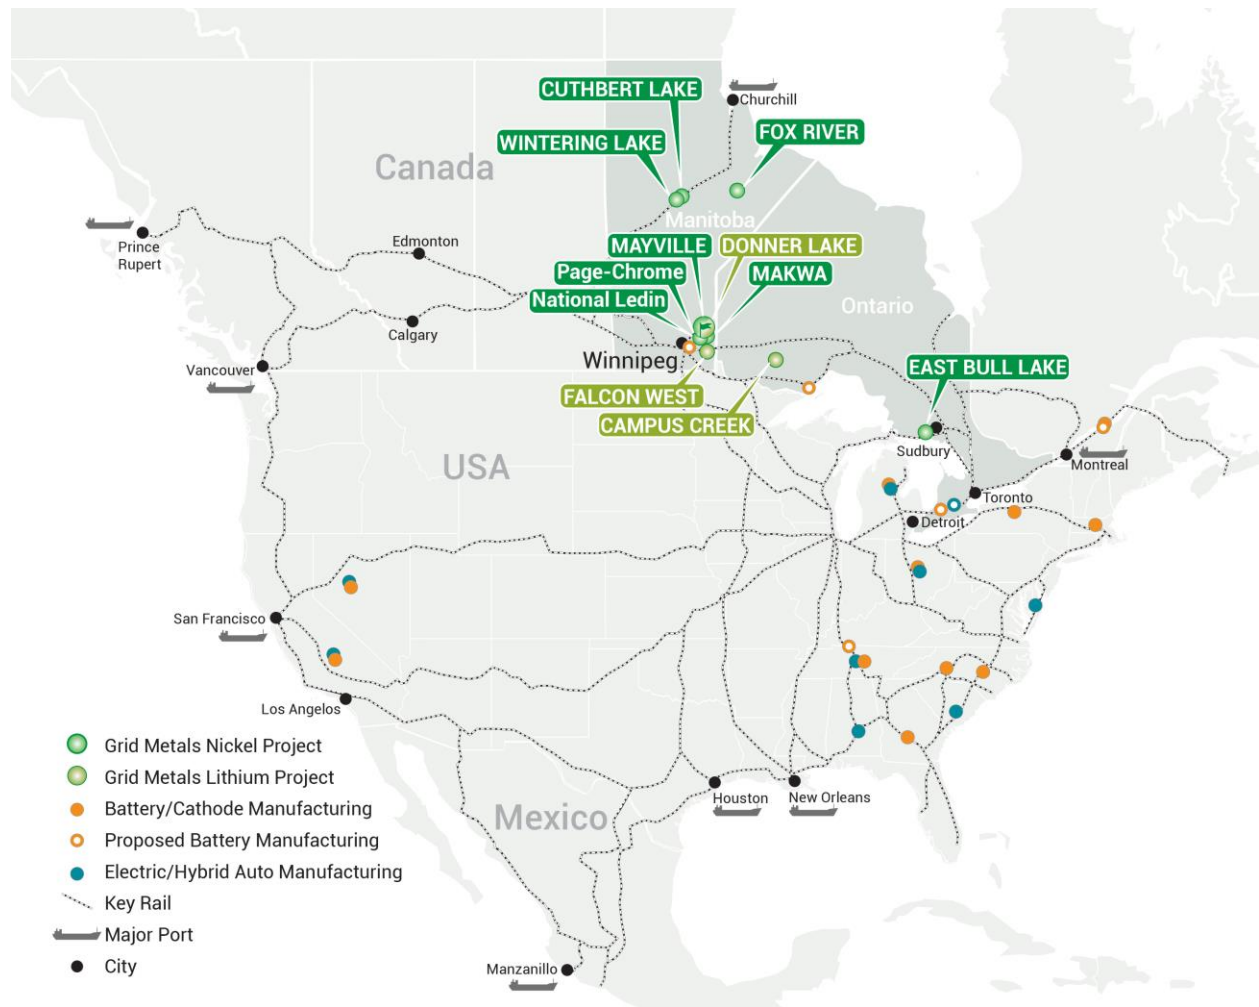 CUTHBERT LAKE
Churchill
WINTERING LAKE
FOX RIVER
Canada
Manitoba
Prince
Rupert
Edmonton
MAYVILLE
DONNER LAKE
Page-Chrome
MAKWA
National Ledin
Ontario
Calgary
Winnipeg
Vancouver
EAST BULL LAKE
FALCON WEST
CAMPUS CREEK
Sudbury
Montreal
USA
Toronto
Detroit
San Francisco
Los Angelos
Grid Metals Nickel Project
Grid Metals Lithium Project
Battery/Cathode Manufacturing
Proposed Battery Manufacturing
Electric/Hybrid Auto Manufacturing
Key Rail
Major Port
City
Houston
New Orleans
Mexico
Manzanillo